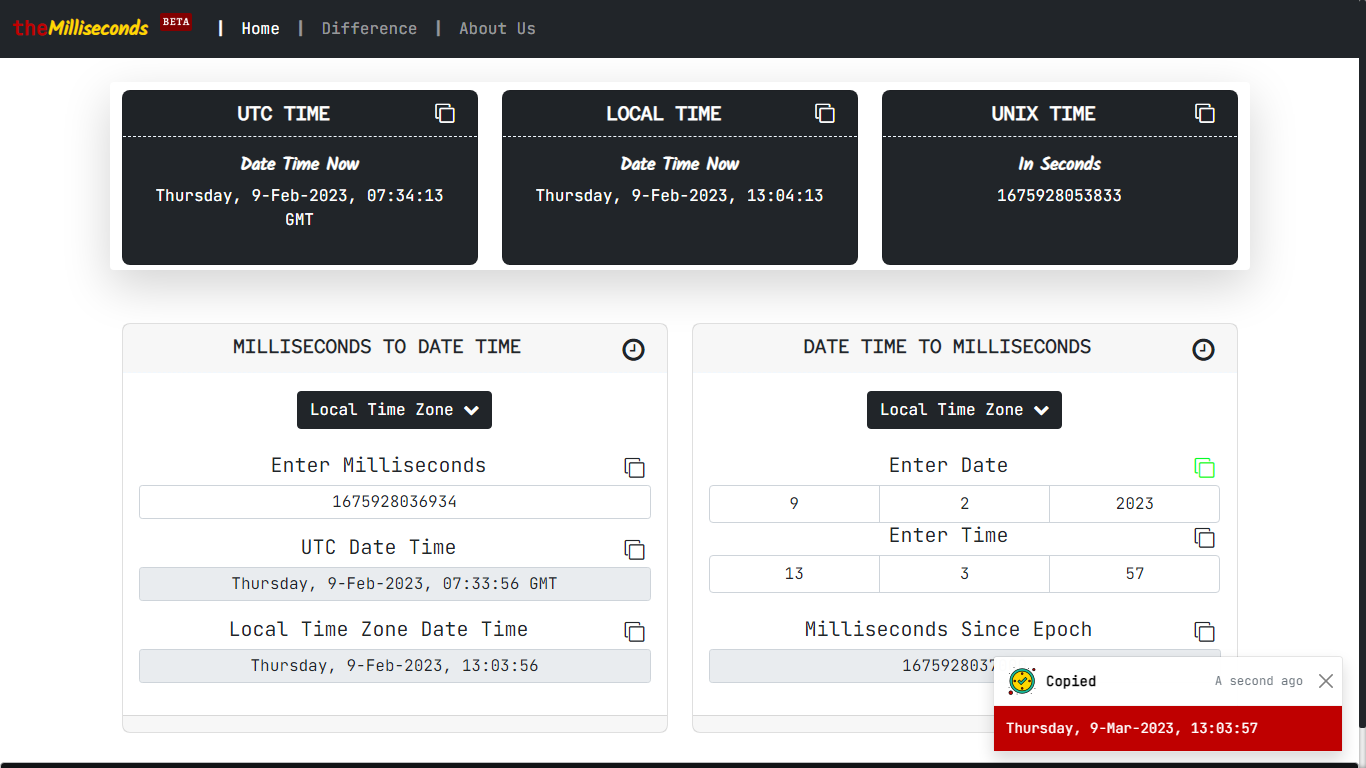 theMilliseconds BETA | Home | Difference | About Us
UTC TIME
Date Time Now
Thursday, 9-Feb-2023, 07:34:13
GMT
LOCAL TIME
Date Time Now
Thursday, 9-Feb-2023, 13:04:13
UNIX TIME
In Seconds
1675928053833
MILLISECONDS TO DATE TIME
Local Time Zone
Enter Milliseconds
1675928036934
UTC Date Time
Thursday, 9-Feb-2023, 07:33:56 GMT
Local Time Zone Date Time
Thursday, 9-Feb-2023, 13:03:56
DATE TIME TO MILLISECONDS
Local Time Zone
Enter Date
9 2 2023
Enter Time
13 3 57
Milliseconds Since Epoch
Copied A second ago
Thursday, 9-Mar-2023, 13:03:57